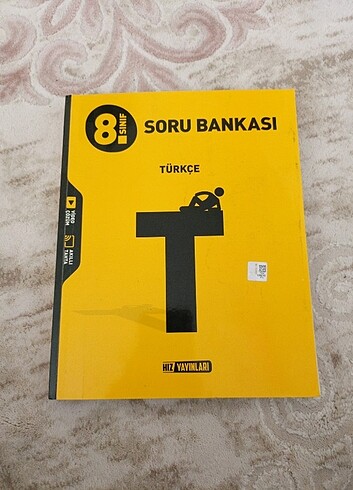 8. SINIF
SORU BANKASI
TÜRKÇE
VİDEO
ÇÖZÜM
AKILLI
TAHTA
T
HIZ YAYINLARI